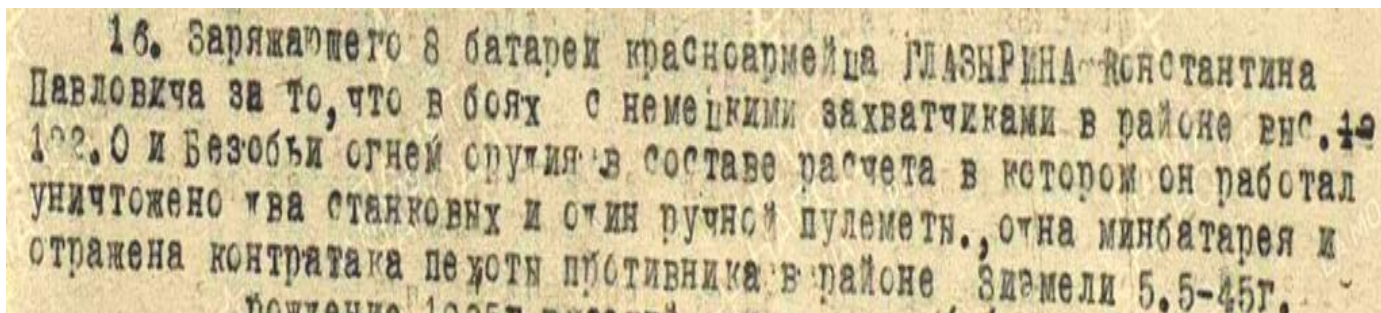 16. Заряжающего 8 батареи красноармейца ГЛАЗЫРИНА Константина
Павловича за то, что в боях с немецкими захватчиками в районе выс.
О и Безобьи огнем орудия в составе расчета в котором он работал
уничтожено два станковых и один ручной пулеметы., одна минбатарея и
отражена контратака пехоты противника в районе Зиэмели 5.5-45г.
рождение